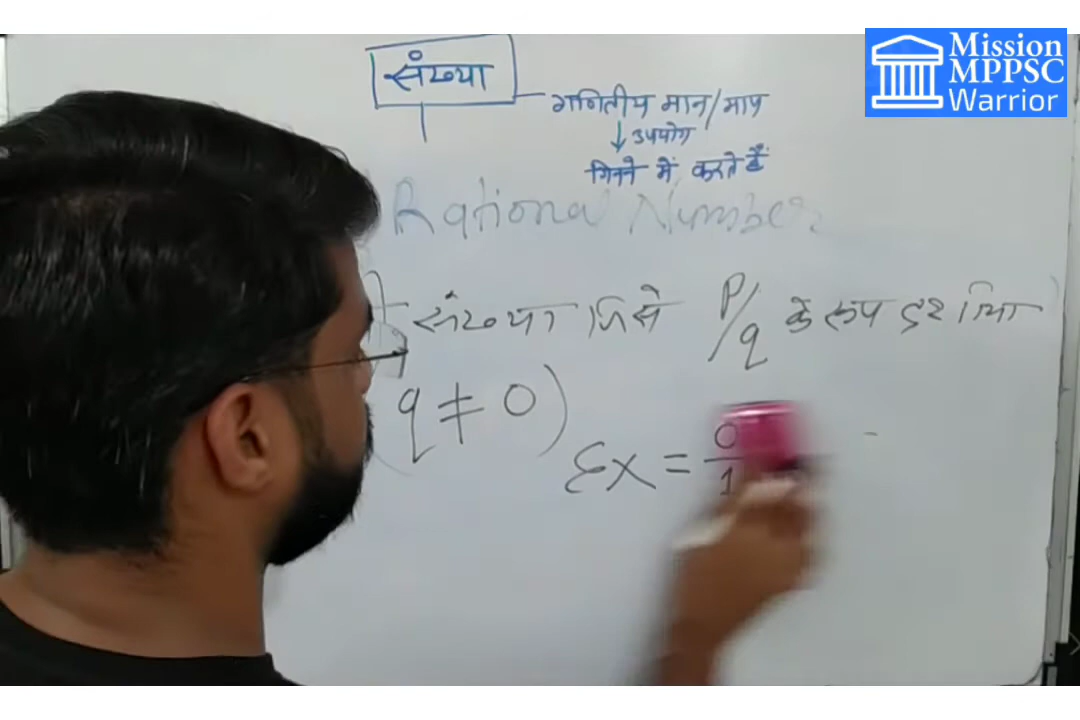 संख्या
Mission
MPPSC
Warrior
गणितीय मान/माप
↓ उपयोग
गिनने में करते हैं
Rational Number
संख्या जिसे P/q के रूप
(q ≠ 0)
Ex = 0/1